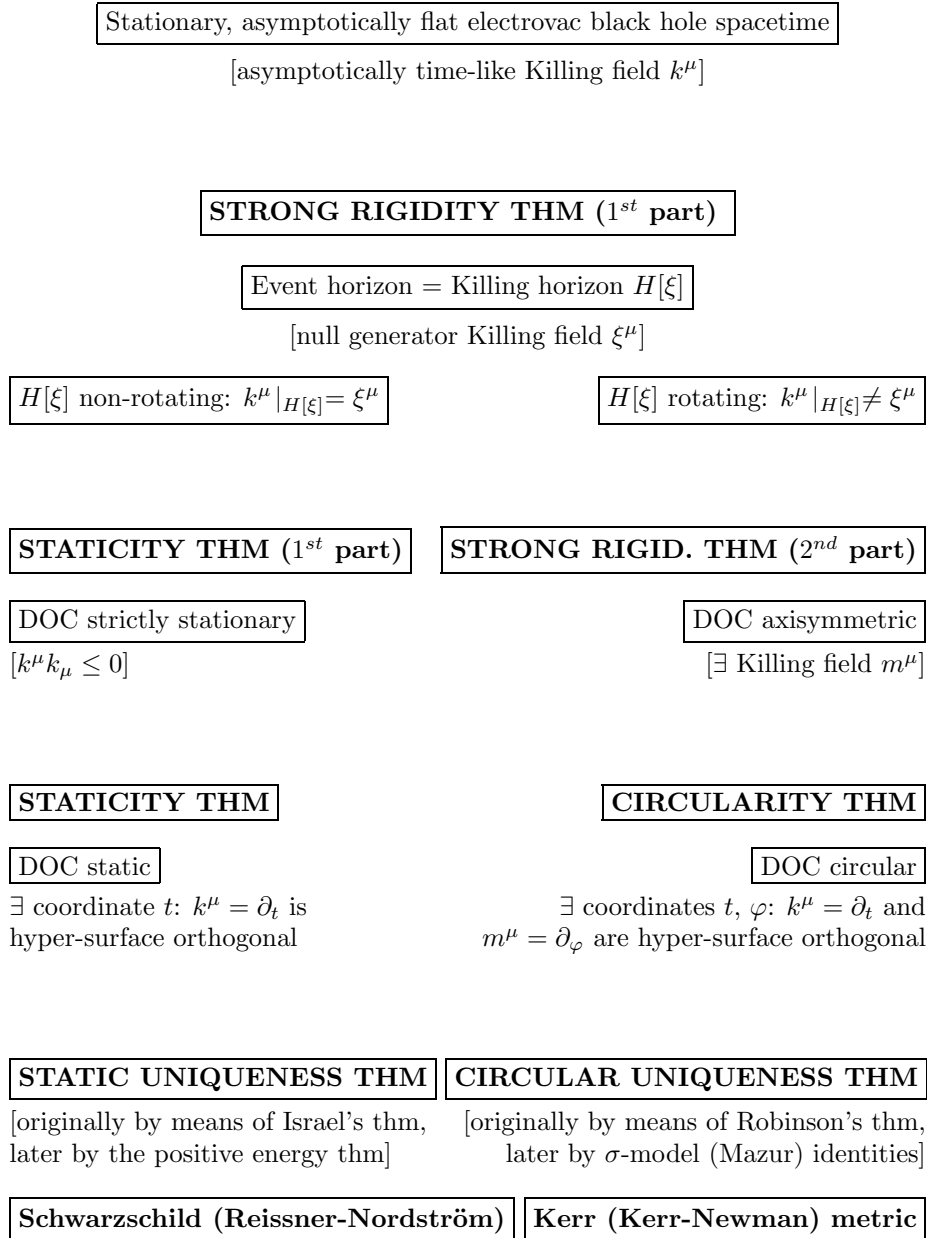 Stationary, asymptotically flat electrovac black hole spacetime
[asymptotically time-like Killing field k^μ]
STRONG RIGIDITY THM (1^st part)
Event horizon = Killing horizon H[ξ]
[null generator Killing field ξ^μ]
H[ξ] non-rotating: k^μ |_H[ξ] = ξ^μ
H[ξ] rotating: k^μ |_H[ξ] ≠ ξ^μ
STATICITY THM (1^st part)
STRONG RIGID. THM (2^nd part)
DOC strictly stationary
DOC axisymmetric
[k^μ k_μ ≤ 0]
[∃ Killing field m^μ]
STATICITY THM
CIRCULARITY THM
DOC static
DOC circular
∃ coordinate t: k^μ = ∂_t is
hyper-surface orthogonal
∃ coordinates t, φ: k^μ = ∂_t and
m^μ = ∂_φ are hyper-surface orthogonal
STATIC UNIQUENESS THM
CIRCULAR UNIQUENESS THM
[originally by means of Israel's thm,
later by the positive energy thm]
[originally by means of Robinson's thm,
later by σ-model (Mazur) identities]
Schwarzschild (Reissner-Nordström)
Kerr (Kerr-Newman) metric